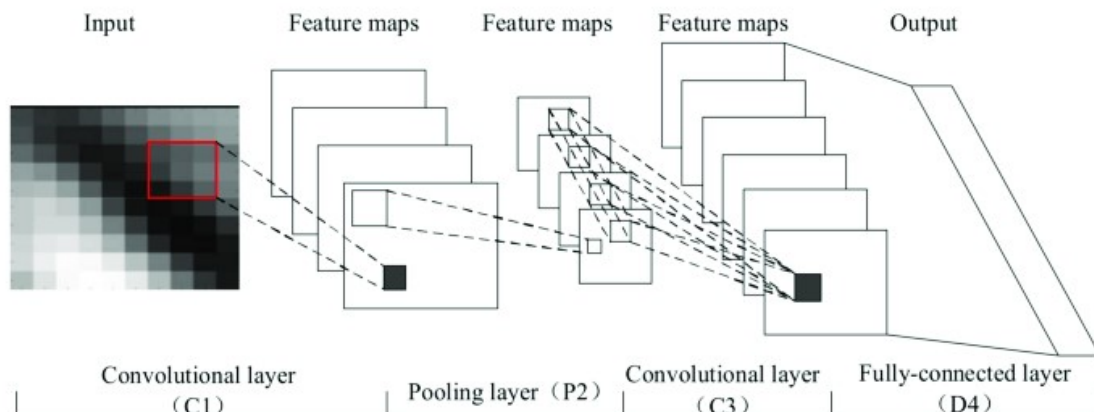 Input
Feature maps
Feature maps
Feature maps
Output
Convolutional layer
（C1）
Pooling layer（P2）
Convolutional layer
（C3）
Fully-connected layer
（D4）